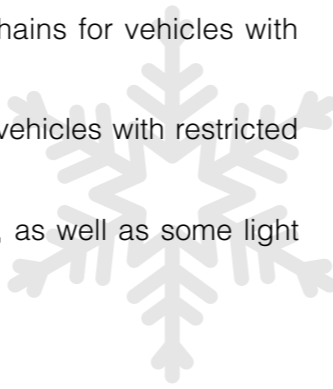 hains for vehicles with
vehicles with restricted
as well as some light